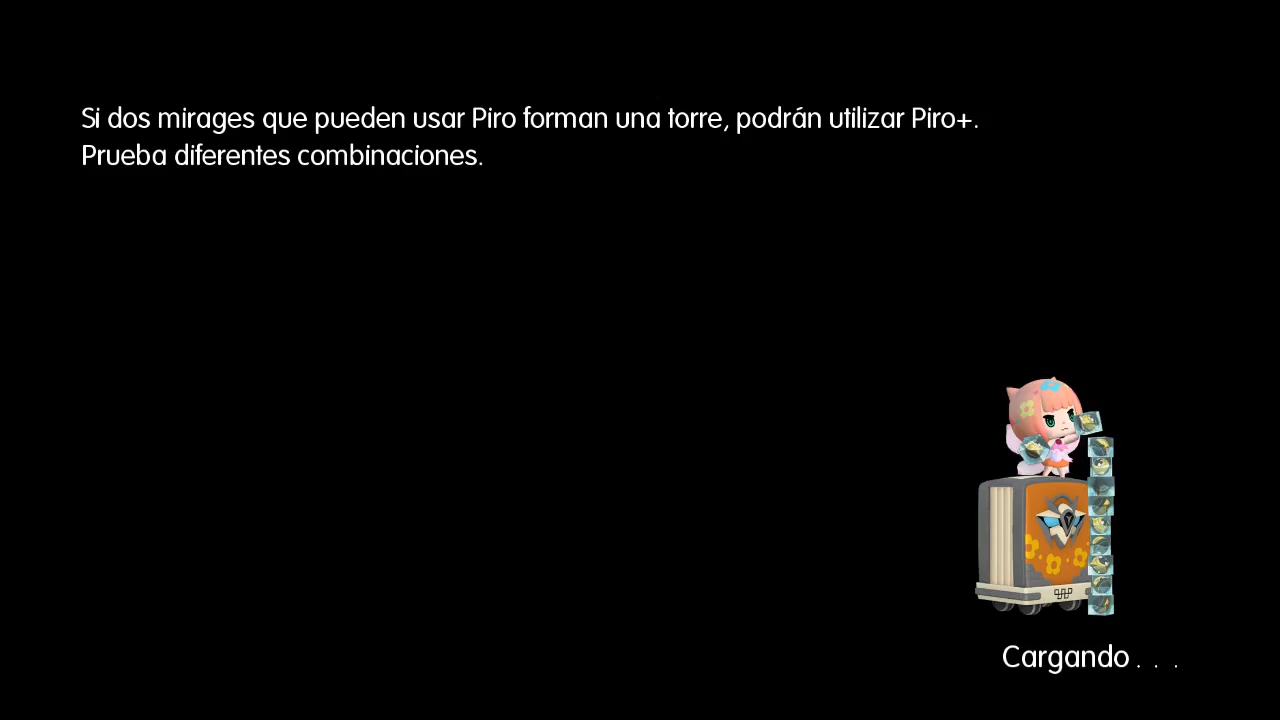 Si dos mirages que pueden usar Piro forman una torre, podrán utilizar Piro+.
Prueba diferentes combinaciones.
Cargando . . .